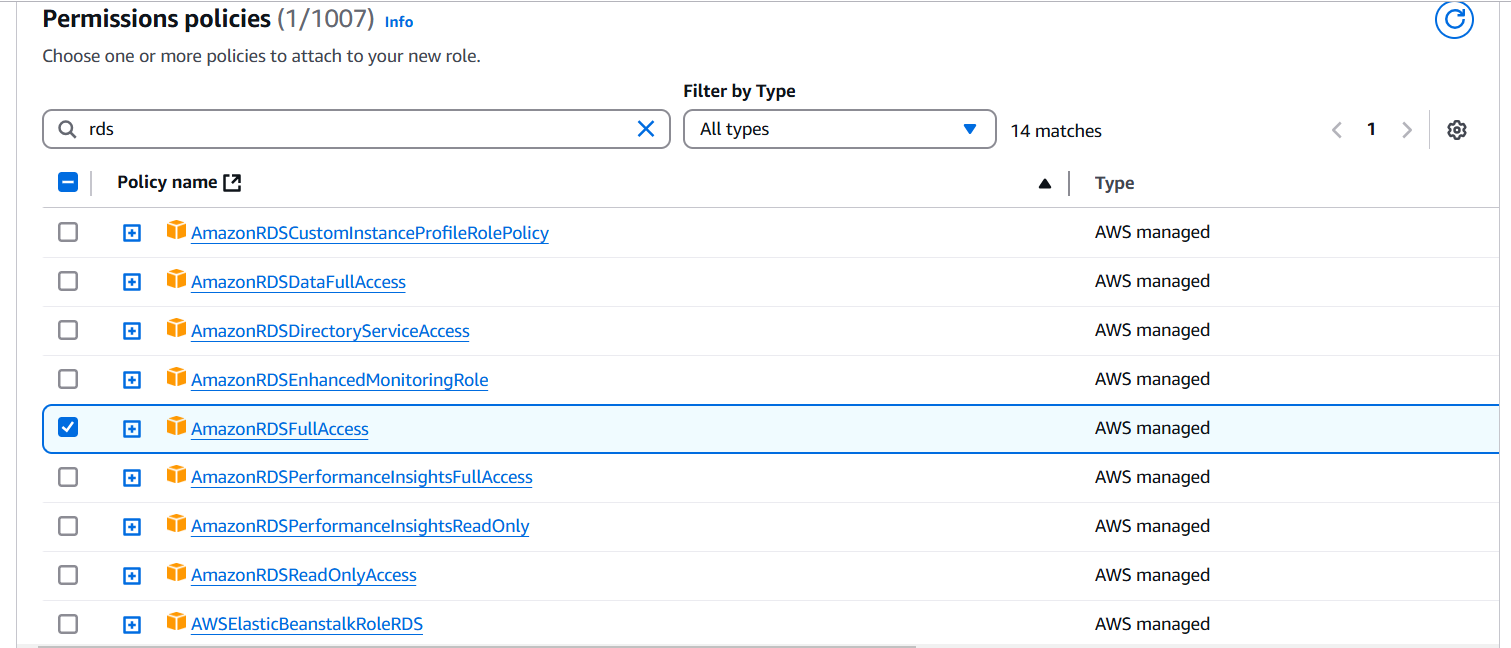 Permissions policies (1/1007) Info
Choose one or more policies to attach to your new role.
Filter by Type
rds All types 14 matches 1
Policy name Type
AmazonRDSCustomInstanceProfileRolePolicy AWS managed
AmazonRDSDataFullAccess AWS managed
AmazonRDSDirectoryServiceAccess AWS managed
AmazonRDSEnhancedMonitoringRole AWS managed
AmazonRDSFullAccess AWS managed
AmazonRDSPerformanceInsightsFullAccess AWS managed
AmazonRDSPerformanceInsightsReadOnly AWS managed
AmazonRDSReadOnlyAccess AWS managed
AWSElasticBeanstalkRoleRDS AWS managed